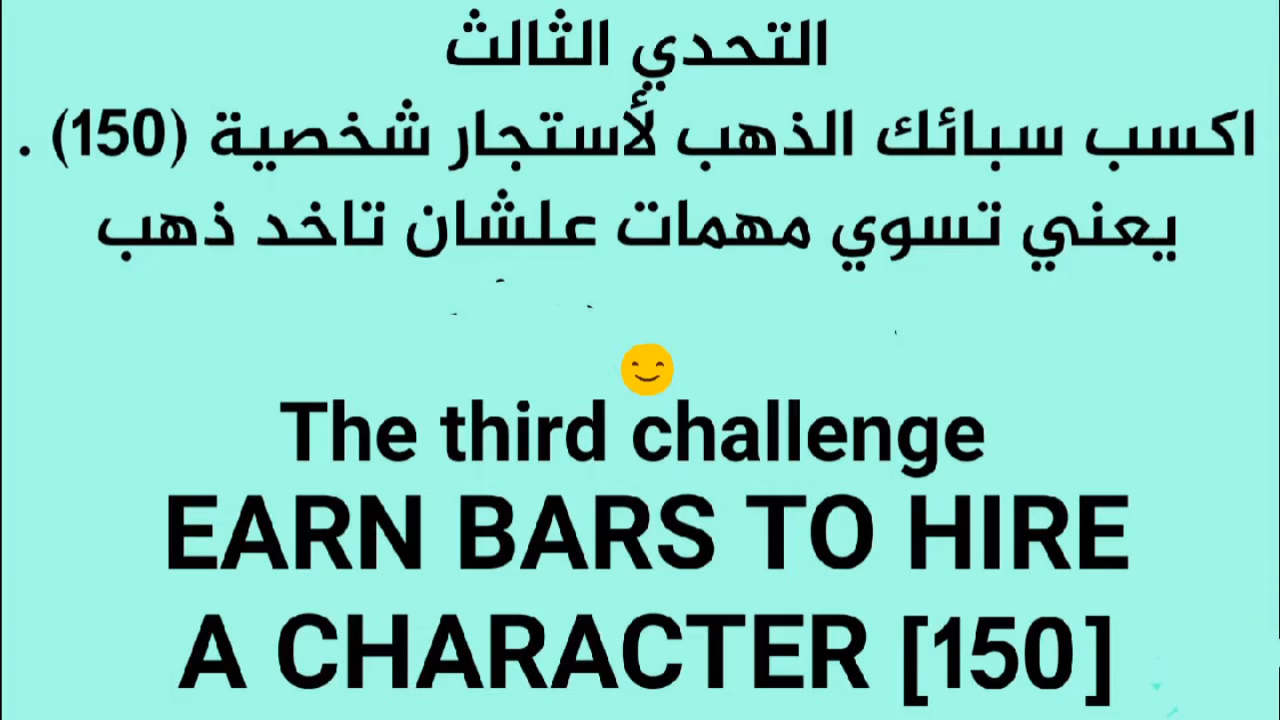 التحدي الثالث
اكسب سبائك الذهب لأستجار شخصية (150) .
يعني تسوي مهمات علشان تاخد ذهب
The third challenge
EARN BARS TO HIRE
A CHARACTER [150]